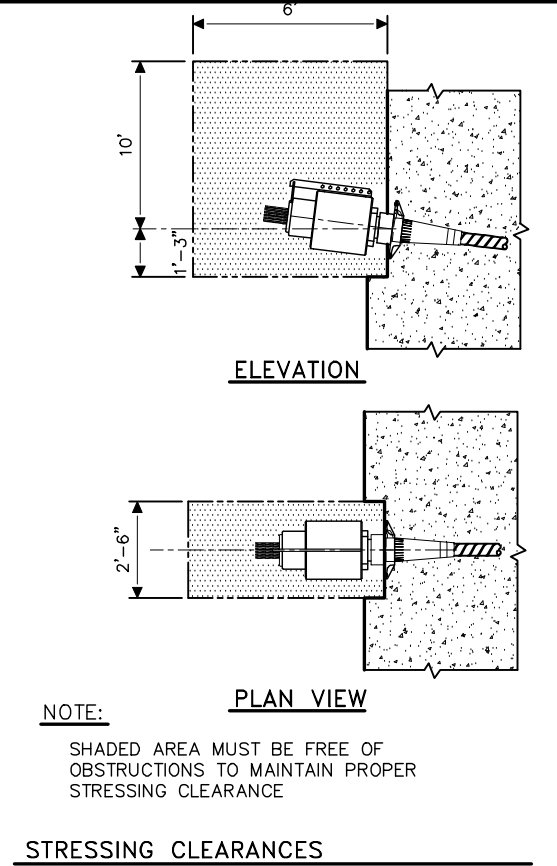 6'
10'
1'-3"
ELEVATION
2'-6"
PLAN VIEW
NOTE:
SHADED AREA MUST BE FREE OF
OBSTRUCTIONS TO MAINTAIN PROPER
STRESSING CLEARANCE
STRESSING CLEARANCES